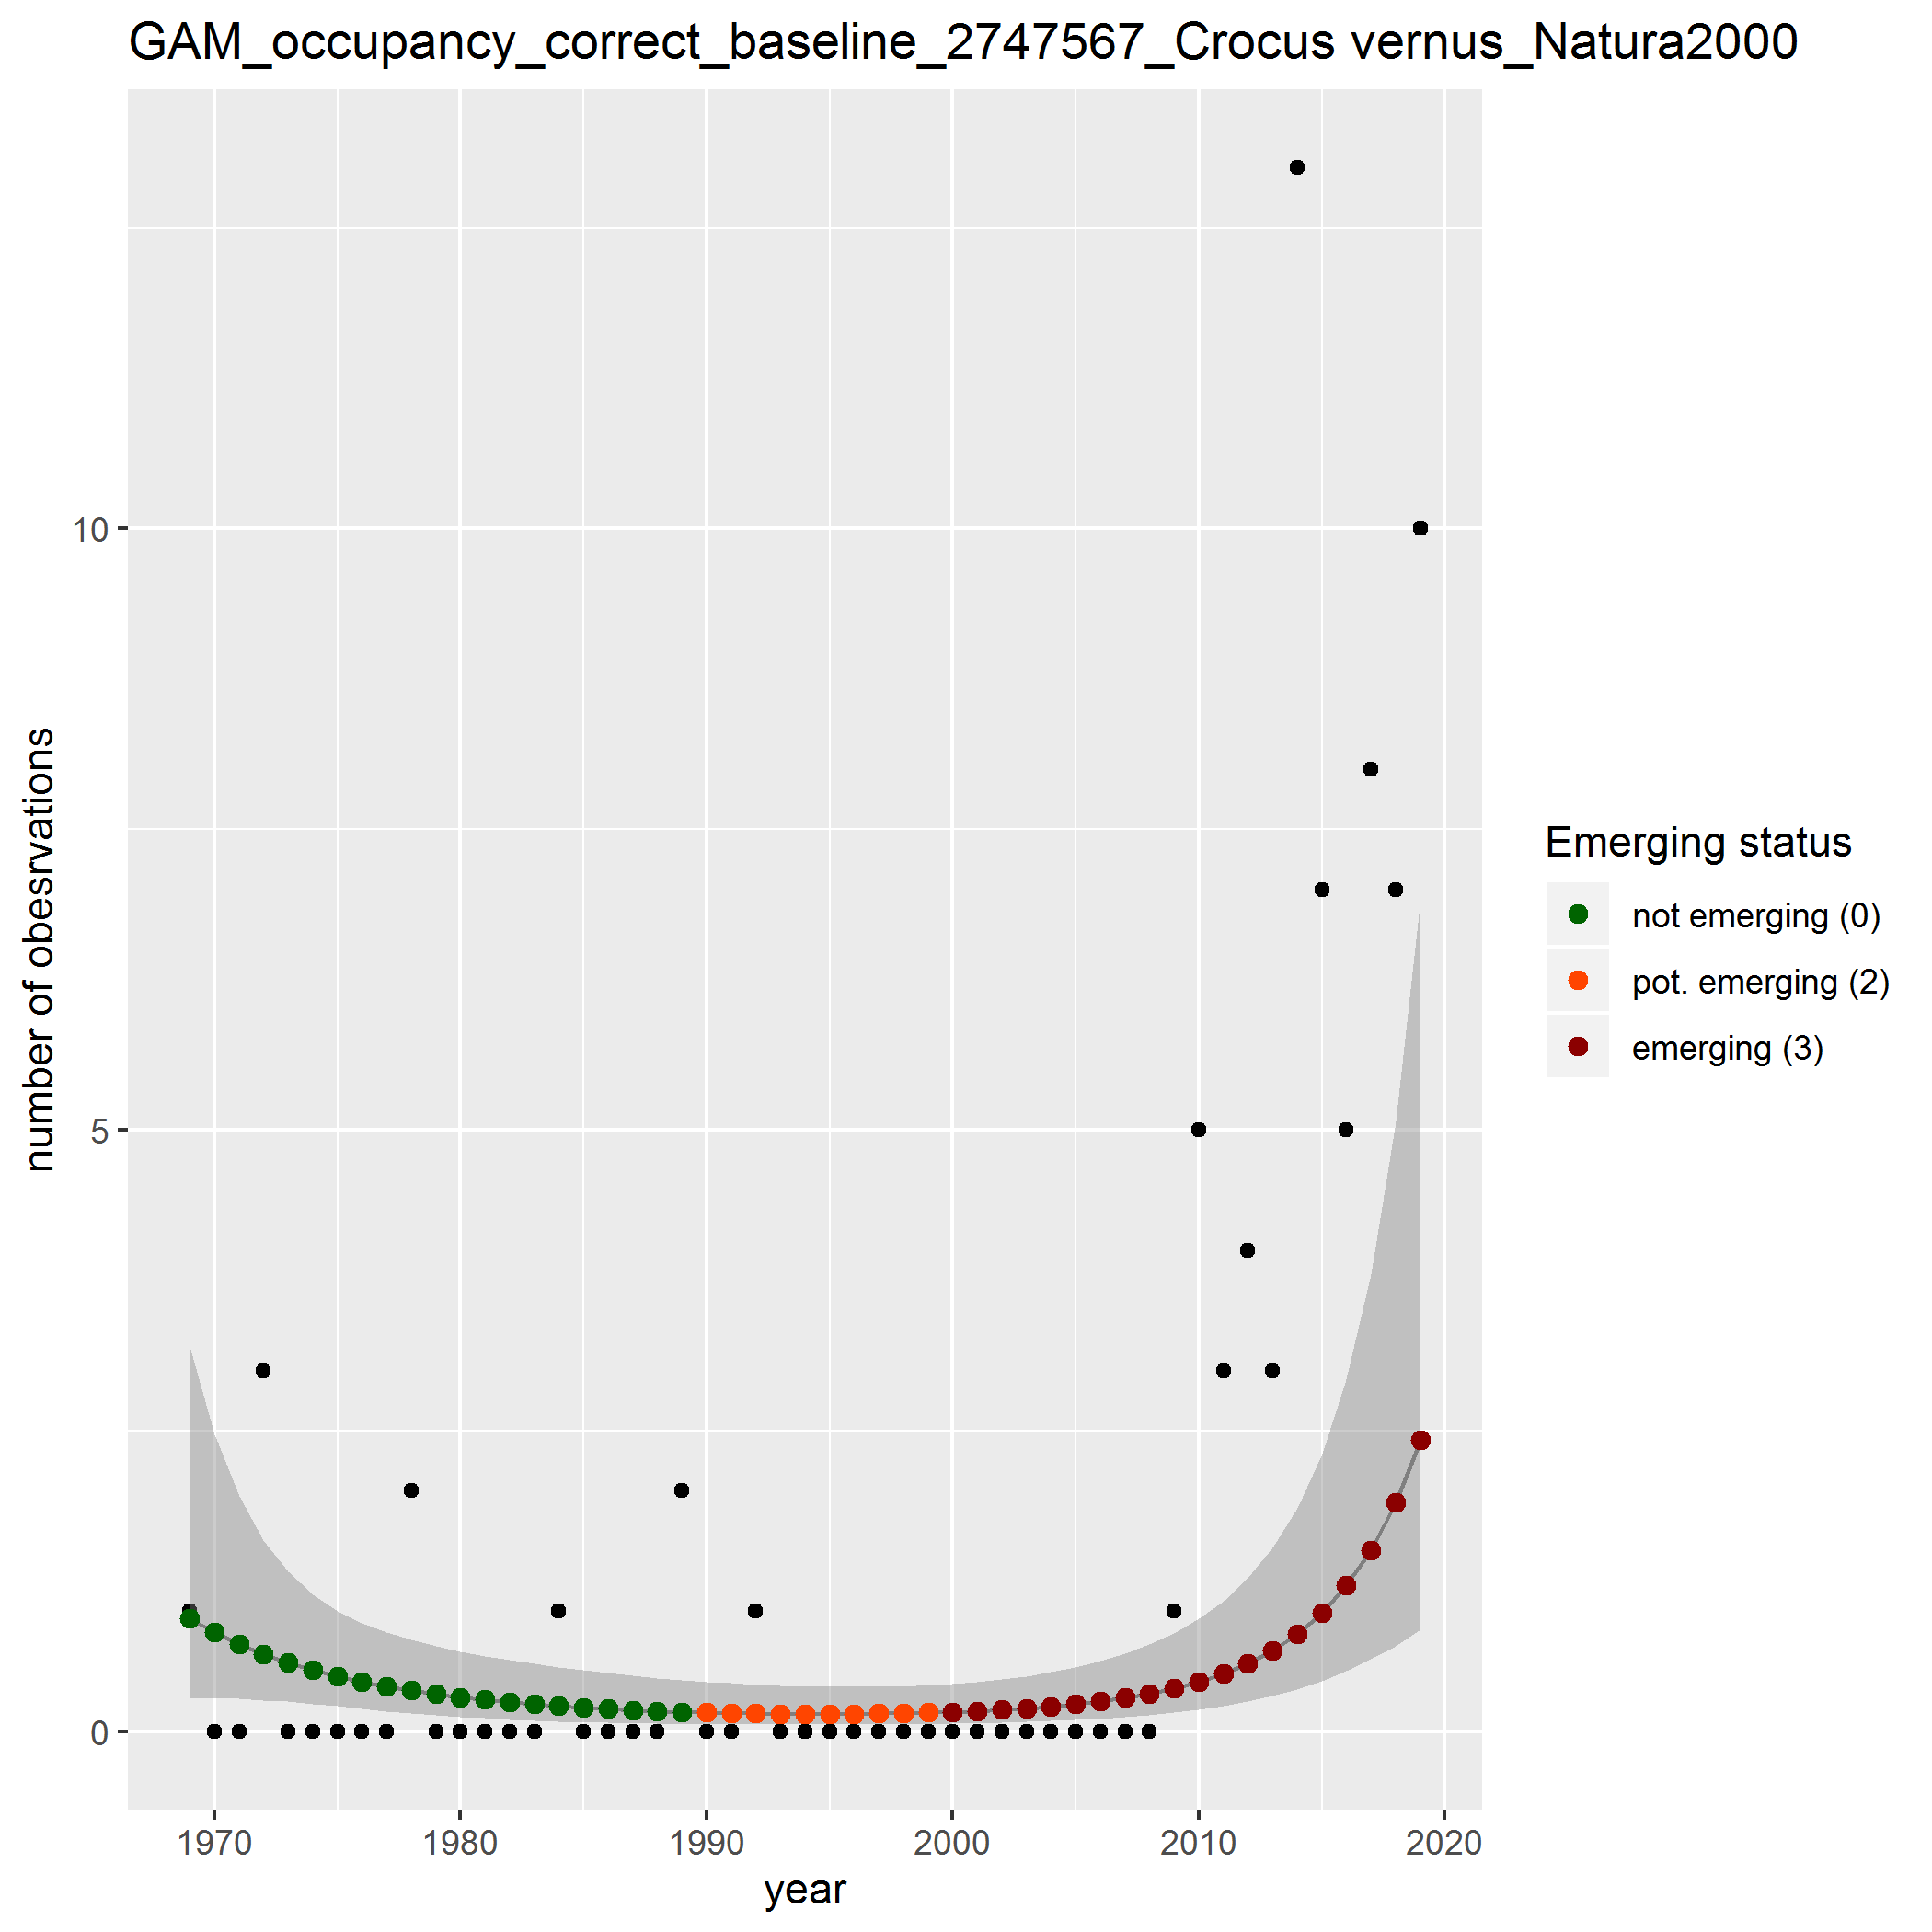 GAM_occupancy_correct_baseline_2747567_Crocus vernus_Natura2000
number of obesrvations
10
5
0
1970 1980 1990 2000 2010 2020
year
Emerging status
not emerging (0)
pot. emerging (2)
emerging (3)